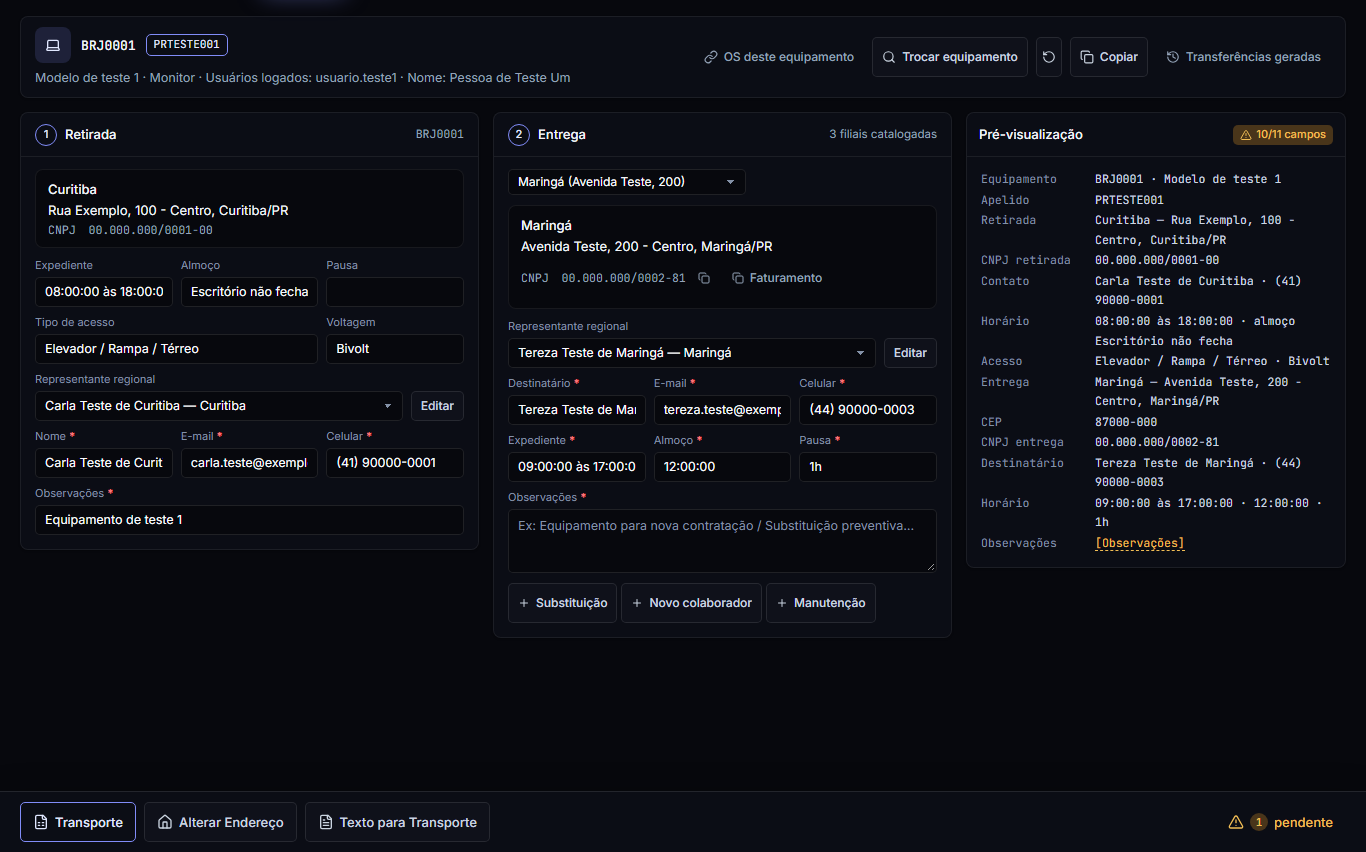 BRJ0001 PRTESTE001
Modelo de teste 1 · Monitor · Usuários logados: usuario.teste1 · Nome: Pessoa de Teste Um
OS deste equipamento
Trocar equipamento
Copiar
Transferências geradas
1 Retirada BRJ0001
Curitiba
Rua Exemplo, 100 - Centro, Curitiba/PR
CNPJ 00.000.000/0001-00
Expediente Almoço Pausa
08:00:00 às 18:00:0 Escritório não fecha
Tipo de acesso Voltagem
Elevador / Rampa / Térreo Bivolt
Representante regional
Carla Teste de Curitiba — Curitiba Editar
Nome * E-mail * Celular *
Carla Teste de Curit carla.teste@exempl (41) 90000-0001
Observações *
Equipamento de teste 1
2 Entrega 3 filiais catalogadas
Maringá (Avenida Teste, 200)
Maringá
Avenida Teste, 200 - Centro, Maringá/PR
CNPJ 00.000.000/0002-81 Faturamento
Representante regional
Tereza Teste de Maringá — Maringá Editar
Destinatário * E-mail * Celular *
Tereza Teste de Mar tereza.teste@exemp (44) 90000-0003
Expediente * Almoço * Pausa *
09:00:00 às 17:00:0 12:00:00 1h
Observações *
Ex: Equipamento para nova contratação / Substituição preventiva...
+ Substituição + Novo colaborador + Manutenção
Pré-visualização 10/11 campos
Equipamento BRJ0001 · Modelo de teste 1
Apelido PRTESTE001
Retirada Curitiba — Rua Exemplo, 100 -
Centro, Curitiba/PR
CNPJ retirada 00.000.000/0001-00
Contato Carla Teste de Curitiba · (41)
90000-0001
Horário 08:00:00 às 18:00:00 · almoço
Escritório não fecha
Acesso Elevador / Rampa / Térreo · Bivolt
Entrega Maringá — Avenida Teste, 200 -
Centro, Maringá/PR
CEP 87000-000
CNPJ entrega 00.000.000/0002-81
Destinatário Tereza Teste de Maringá · (44)
90000-0003
Horário 09:00:00 às 17:00:00 · 12:00:00 ·
1h
Observações [Observações]
Transporte
Alterar Endereço
Texto para Transporte
1 pendente